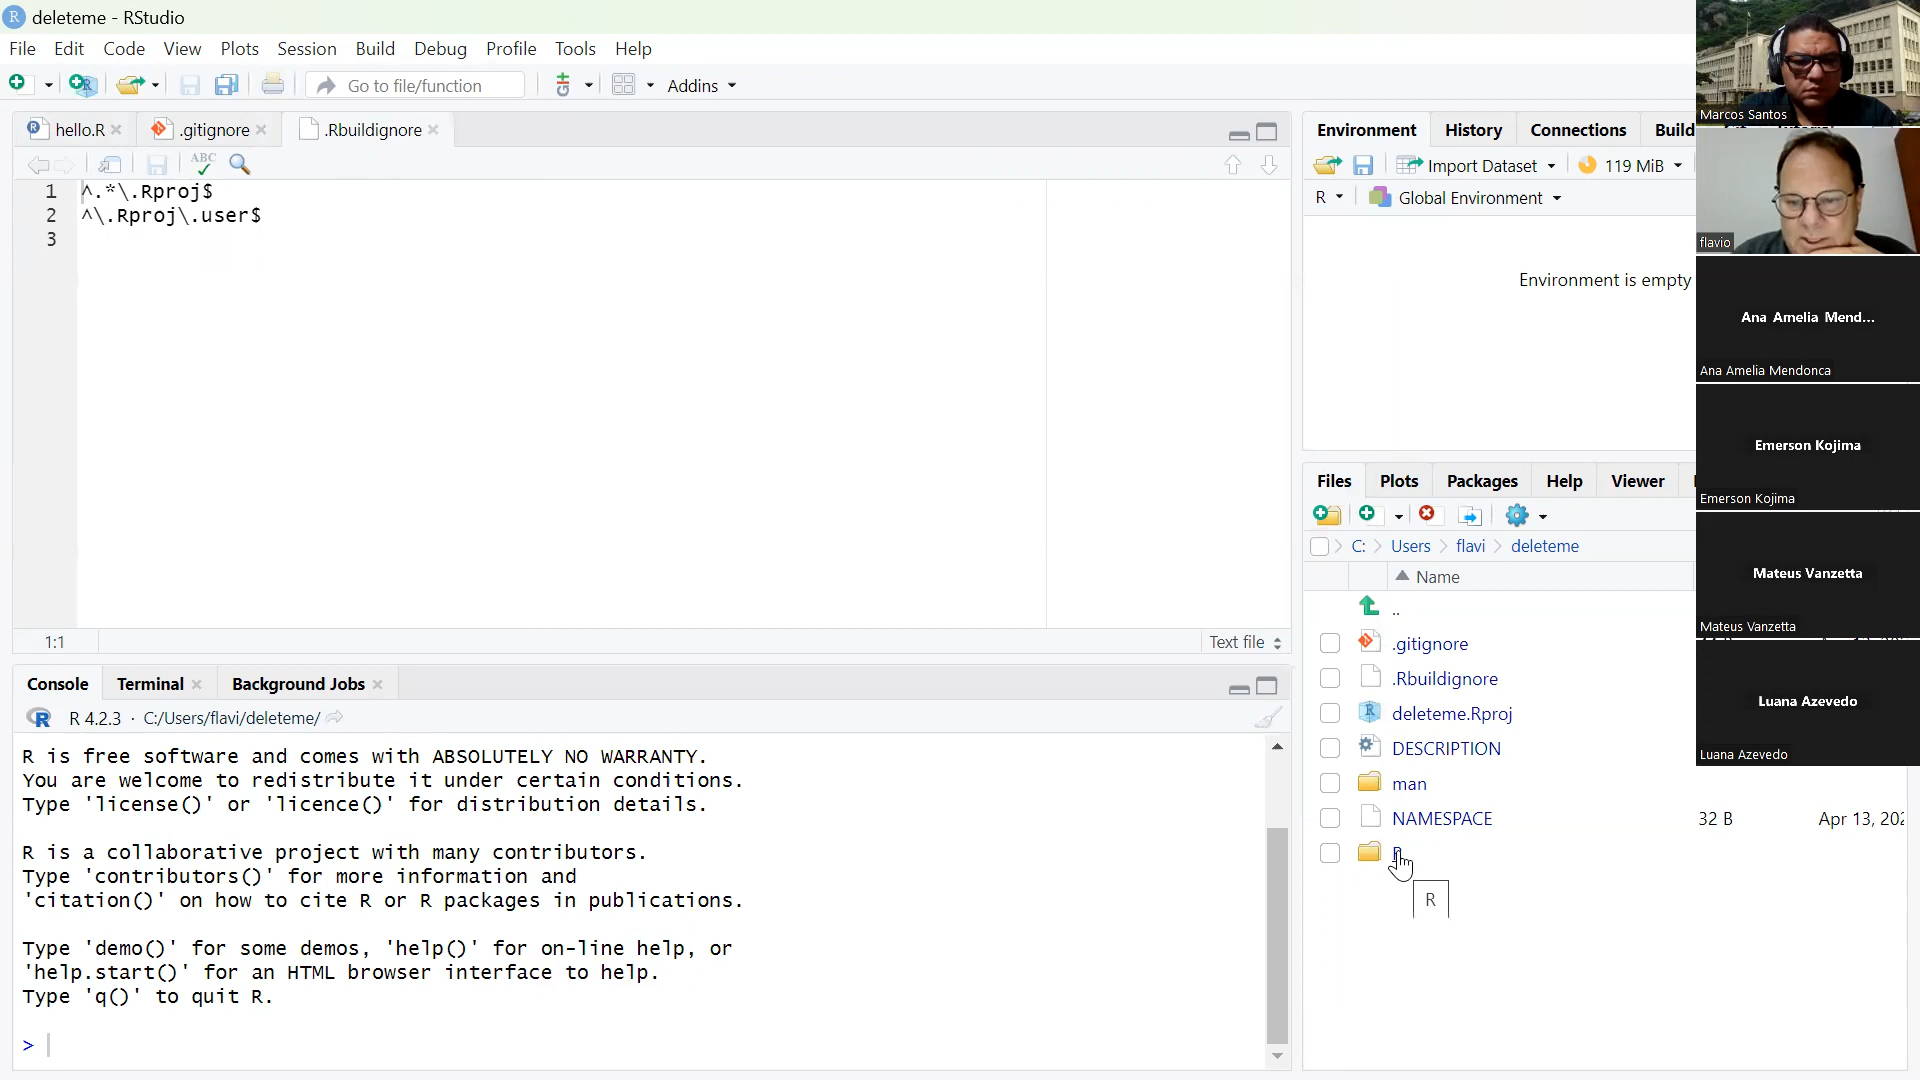 deleteme - RStudio
File Edit Code View Plots Session Build Debug Profile Tools Help
Go to file/function
Addins
hello.R
.gitignore
.Rbuildignore
ABC
1 ^.*\.Rproj$
2 ^\.Rproj\.user$
3
1:1
Text file
Console Terminal Background Jobs
R 4.2.3 · C:/Users/flavi/deleteme/
R is free software and comes with ABSOLUTELY NO WARRANTY.
You are welcome to redistribute it under certain conditions.
Type 'license()' or 'licence()' for distribution details.
R is a collaborative project with many contributors.
Type 'contributors()' for more information and
'citation()' on how to cite R or R packages in publications.
Type 'demo()' for some demos, 'help()' for on-line help, or
'help.start()' for an HTML browser interface to help.
Type 'q()' to quit R.
>
Environment History Connections Build
Import Dataset 119 MiB
R Global Environment
Environment is empty
Files Plots Packages Help Viewer
C: Users flavi deleteme
Name
..
.gitignore
.Rbuildignore
deleteme.Rproj
DESCRIPTION
man
NAMESPACE 32 B Apr 13, 202
R
R
Marcos Santos
flavio
Ana Amelia Mend...
Ana Amelia Mendonca
Emerson Kojima
Emerson Kojima
Mateus Vanzetta
Mateus Vanzetta
Luana Azevedo
Luana Azevedo